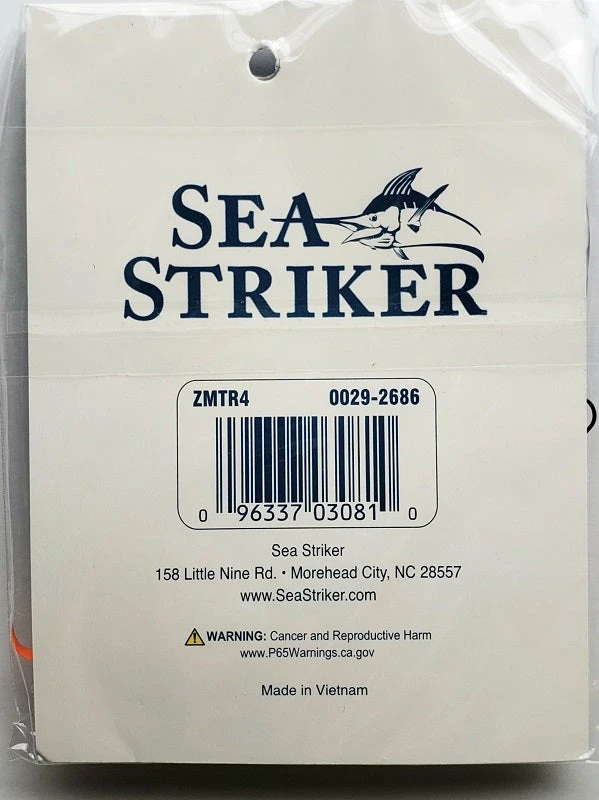 SEA
STRIKER
ZMTR4 0029-2686
0 96337 03081 0
Sea Striker
158 Little Nine Rd. • Morehead City, NC 28557
www.SeaStriker.com
WARNING: Cancer and Reproductive Harm
www.P65Warnings.ca.gov
Made in Vietnam